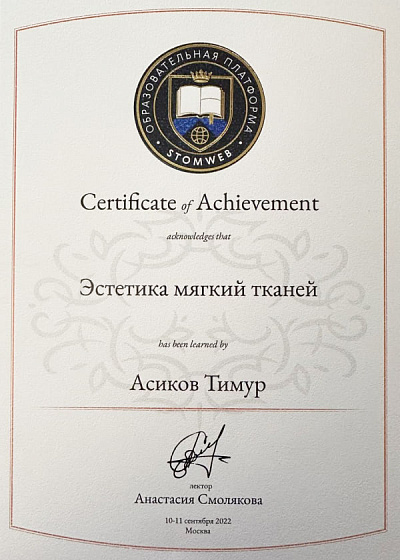 ОБРАЗОВАТЕЛЬНАЯ ПЛАТФОРМА
• STOMWEB •
Certificate of Achievement
acknowledges that
Эстетика мягкий тканей
has been learned by
Асиков Тимур
лектор
Анастасия Смолякова
10-11 сентября 2022
Москва